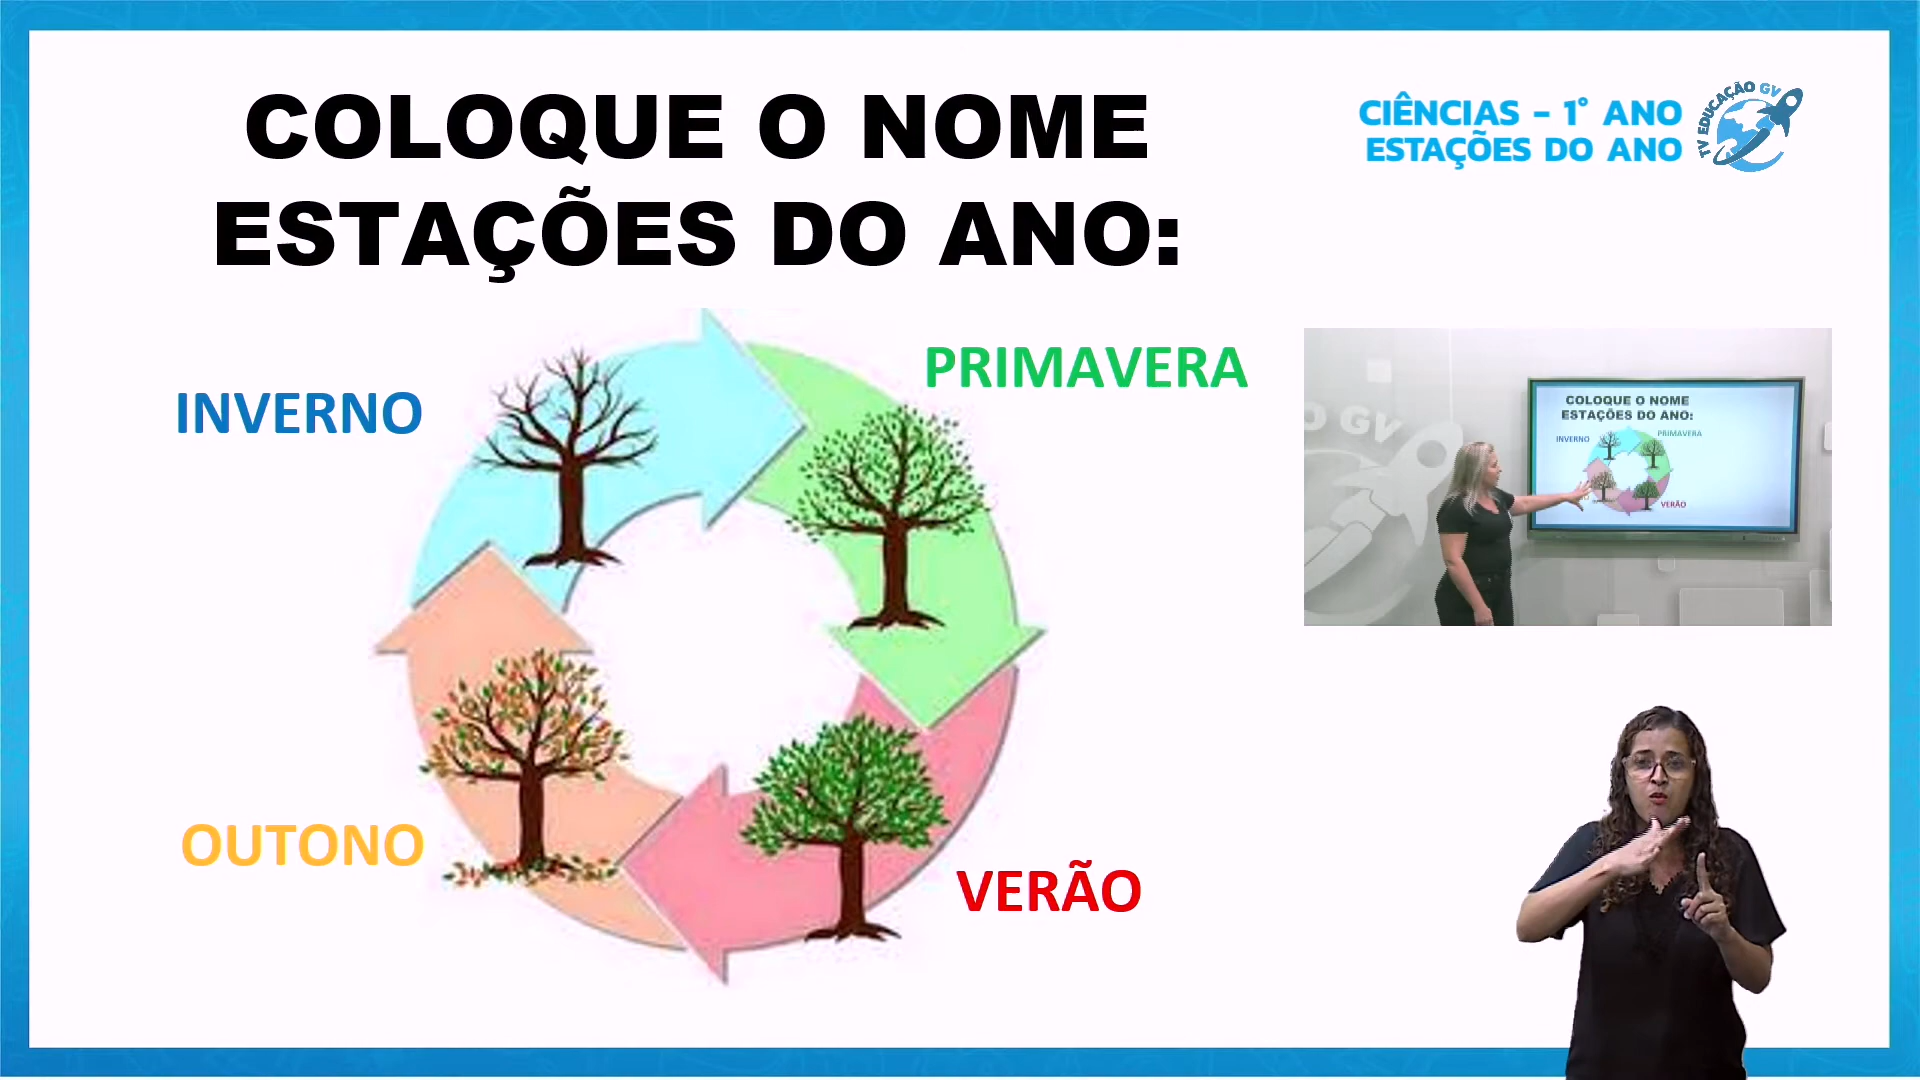 COLOQUE O NOME
ESTAÇÕES DO ANO:
CIÊNCIAS - 1° ANO
ESTAÇÕES DO ANO
TV EDUCAÇÃO GV
INVERNO
PRIMAVERA
OUTONO
VERÃO
O GV
COLOQUE O NOME
ESTAÇÕES DO ANO:
INVERNO
PRIMAVERA
VERÃO